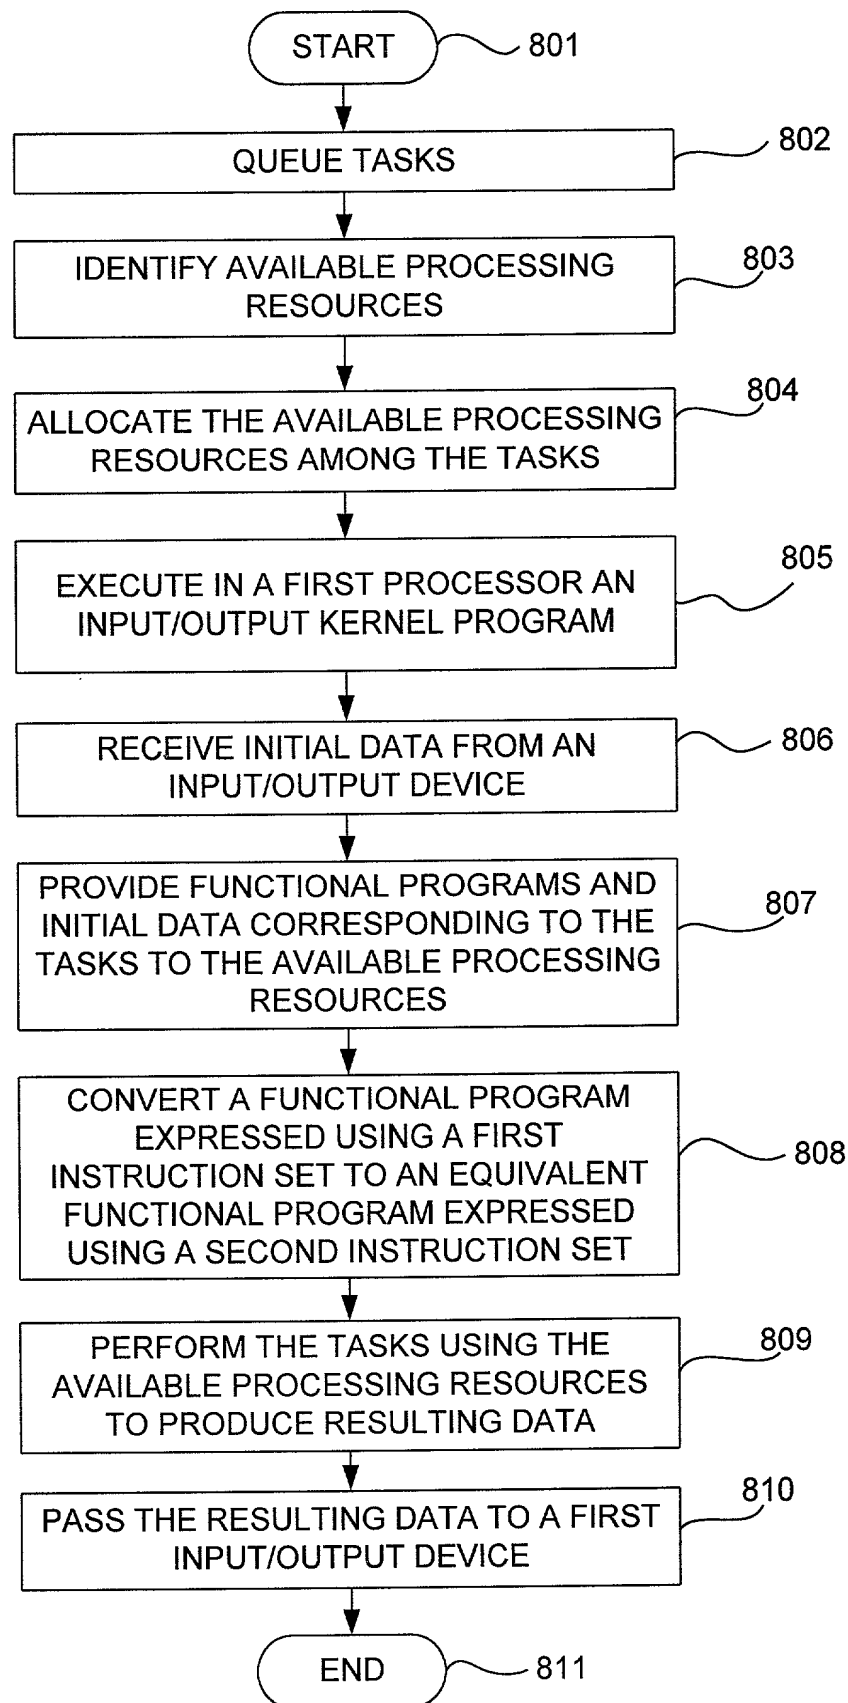 START
801
QUEUE TASKS
802
IDENTIFY AVAILABLE PROCESSING
RESOURCES
803
ALLOCATE THE AVAILABLE PROCESSING
RESOURCES AMONG THE TASKS
804
EXECUTE IN A FIRST PROCESSOR AN
INPUT/OUTPUT KERNEL PROGRAM
805
RECEIVE INITIAL DATA FROM AN
INPUT/OUTPUT DEVICE
806
PROVIDE FUNCTIONAL PROGRAMS AND
INITIAL DATA CORRESPONDING TO THE
TASKS TO THE AVAILABLE PROCESSING
RESOURCES
807
CONVERT A FUNCTIONAL PROGRAM
EXPRESSED USING A FIRST
INSTRUCTION SET TO AN EQUIVALENT
FUNCTIONAL PROGRAM EXPRESSED
USING A SECOND INSTRUCTION SET
808
PERFORM THE TASKS USING THE
AVAILABLE PROCESSING RESOURCES
TO PRODUCE RESULTING DATA
809
PASS THE RESULTING DATA TO A FIRST
INPUT/OUTPUT DEVICE
810
END
811